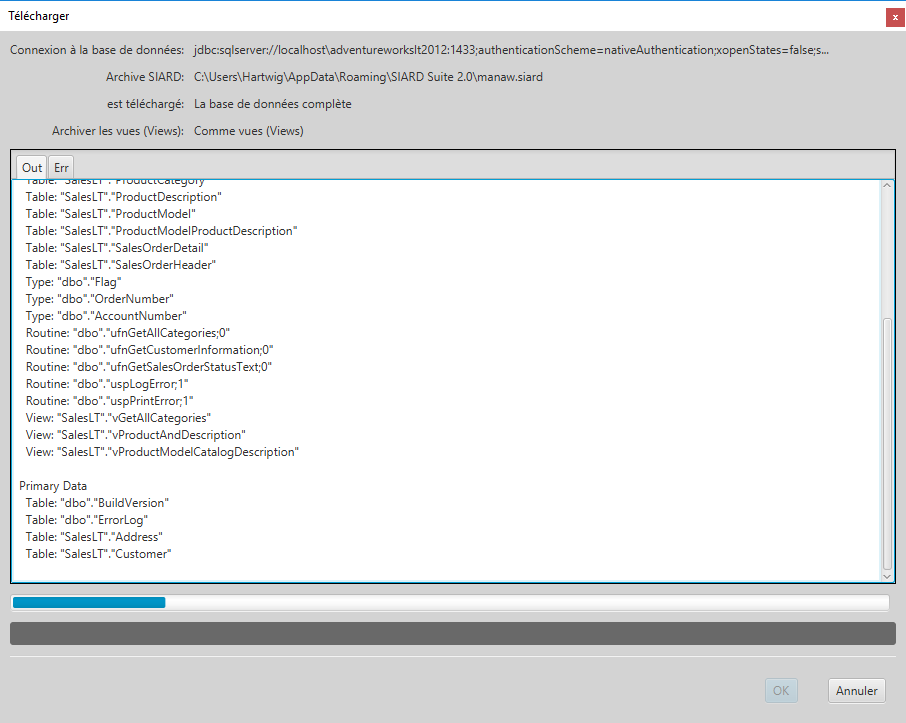 Télécharger
x
Connexion à la base de données: jdbc:sqlserver://localhost\adventureworkslt2012:1433;authenticationScheme=nativeAuthentication;xopenStates=false;s...
Archive SIARD: C:\Users\Hartwig\AppData\Roaming\SIARD Suite 2.0\manaw.siard
est téléchargé: La base de données complète
Archiver les vues (Views): Comme vues (Views)
Out Err
Table: "SalesLT"."ProductCategory"
Table: "SalesLT"."ProductDescription"
Table: "SalesLT"."ProductModel"
Table: "SalesLT"."ProductModelProductDescription"
Table: "SalesLT"."SalesOrderDetail"
Table: "SalesLT"."SalesOrderHeader"
Type: "dbo"."Flag"
Type: "dbo"."OrderNumber"
Type: "dbo"."AccountNumber"
Routine: "dbo"."ufnGetAllCategories;0"
Routine: "dbo"."ufnGetCustomerInformation;0"
Routine: "dbo"."ufnGetSalesOrderStatusText;0"
Routine: "dbo"."uspLogError;1"
Routine: "dbo"."uspPrintError;1"
View: "SalesLT"."vGetAllCategories"
View: "SalesLT"."vProductAndDescription"
View: "SalesLT"."vProductModelCatalogDescription"
Primary Data
Table: "dbo"."BuildVersion"
Table: "dbo"."ErrorLog"
Table: "SalesLT"."Address"
Table: "SalesLT"."Customer"
OK Annuler